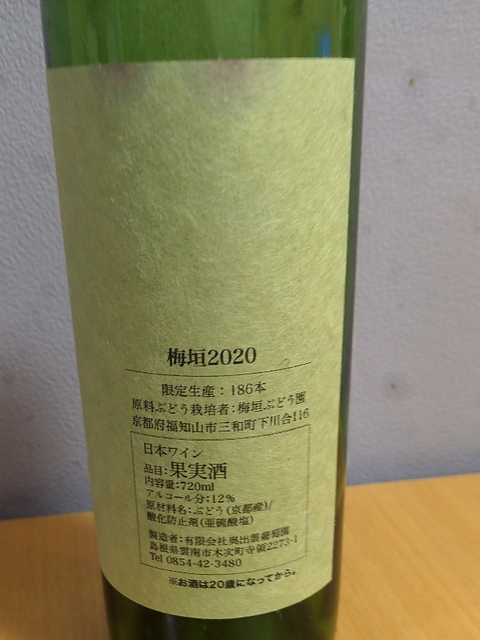 梅垣2020
限定生産：186本
原料ぶどう栽培者：梅垣ぶどう園
京都府福知山市三和町下川合116
日本ワイン
品目：果実酒
内容量：720ml
アルコール分：12%
原材料名：ぶどう（京都産）/
酸化防止剤（亜硫酸塩）
製造者：有限会社奥出雲葡萄園
島根県雲南市木次町寺領2273-1
Tel 0854-42-3480
※お酒は20歳になってから。